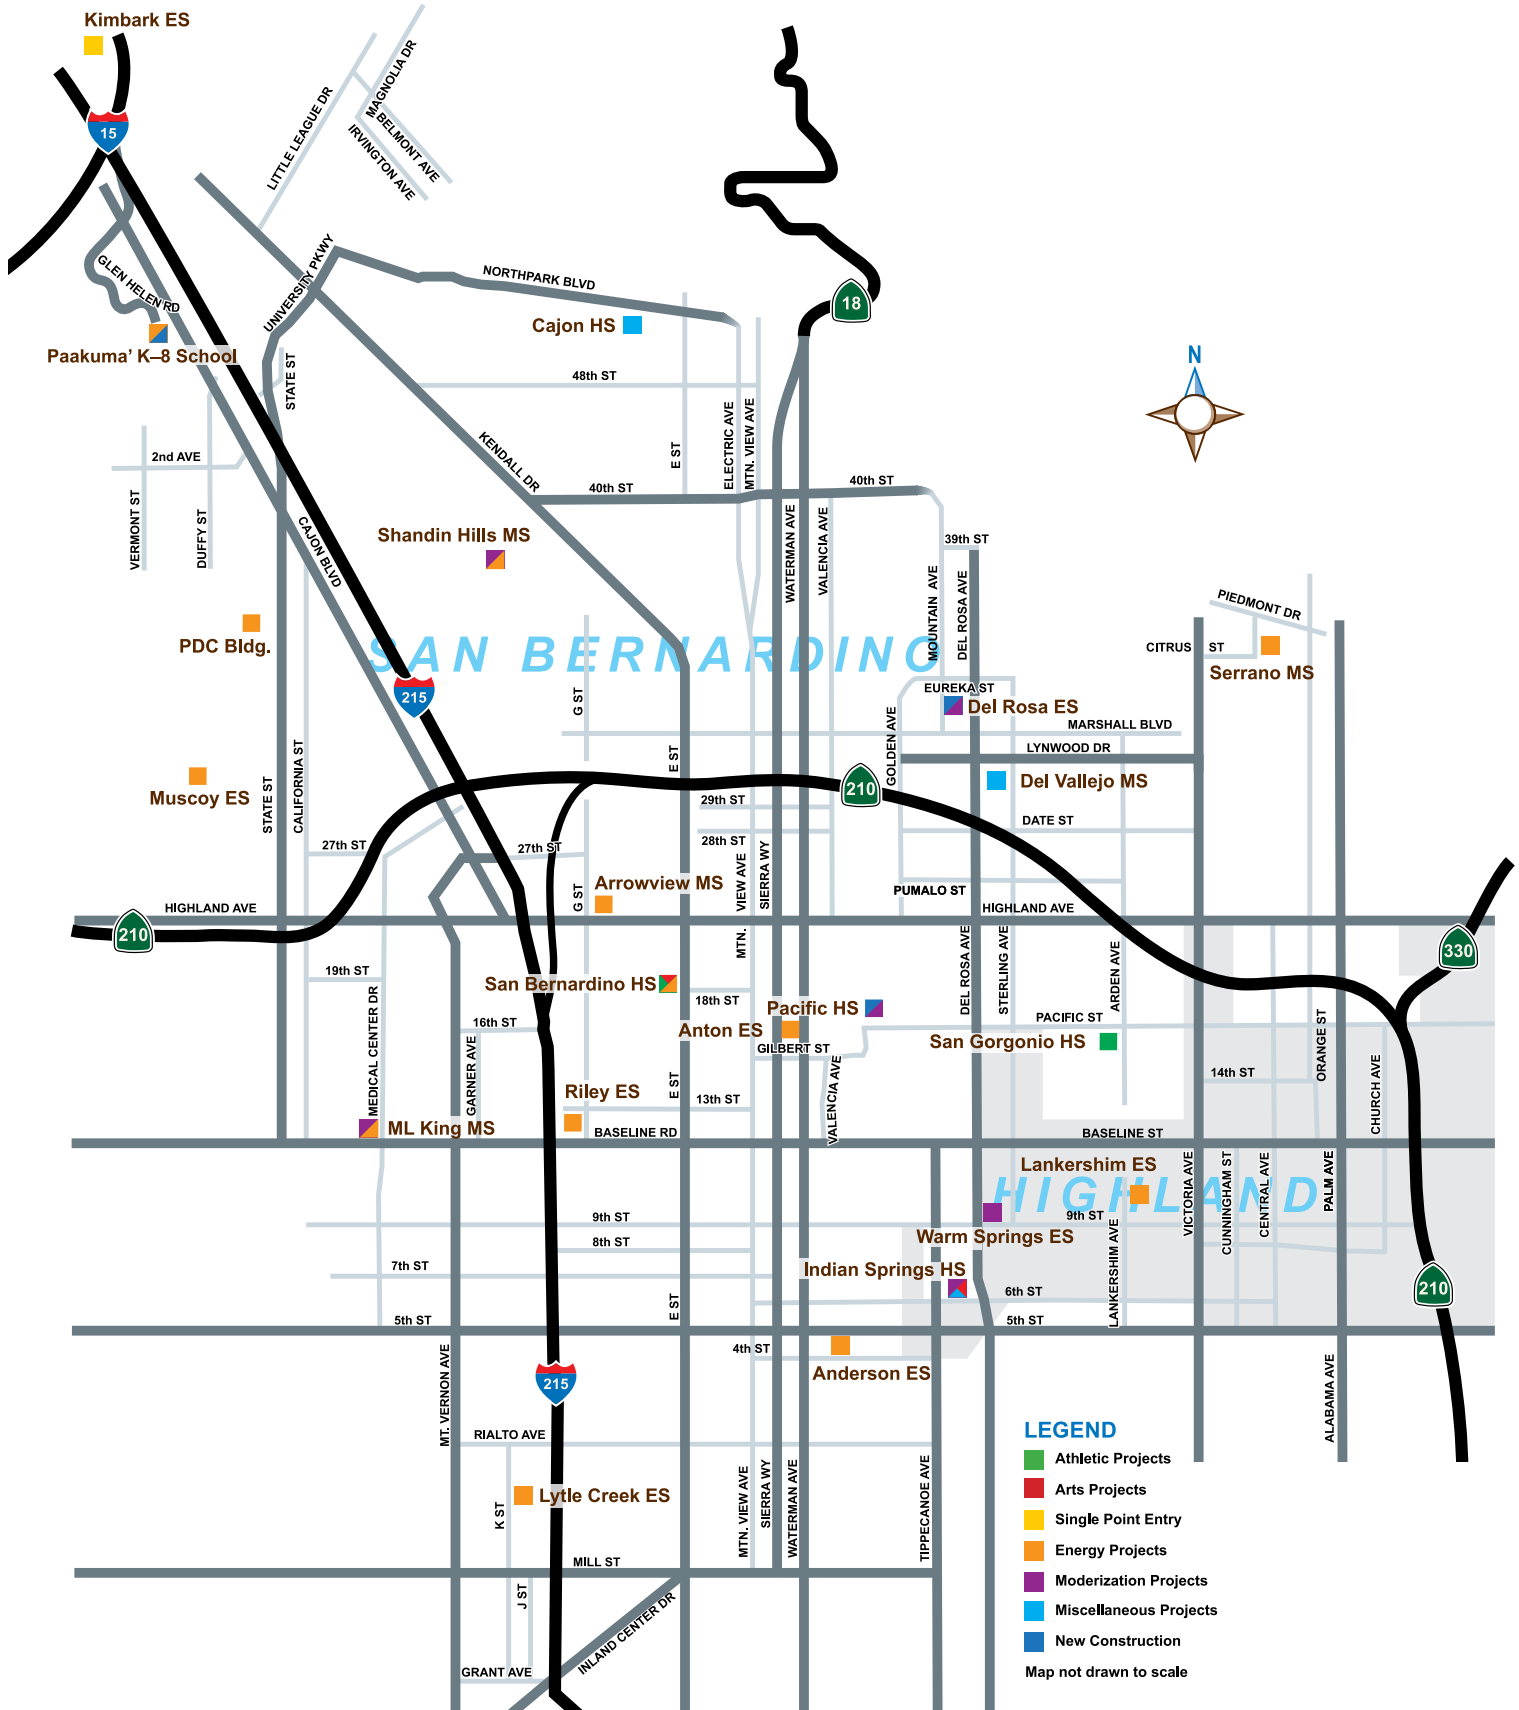 Kimbark ES
15
LITTLE LEAGUE DR
MAGNOLIA DR
BELMONT AVE
IRVINGTON AVE
GLEN HELEN RD
UNIVERSITY PKWY
NORTHPARK BLVD
18
Cajon HS
Paakuma' K–8 School
STATE ST
48th ST
N
KENDALL DR
E ST
ELECTRIC AVE
MTN. VIEW AVE
2nd AVE
40th ST
40th ST
VERMONT ST
DUFFY ST
CAJON BLVD
Shandin Hills MS
WATERMAN AVE
VALENCIA AVE
39th ST
MOUNTAIN AVE
DEL ROSA AVE
PIEDMONT DR
PDC Bldg.
SAN BERNARDINO
CITRUS ST
Serrano MS
215
G ST
EUREKA ST
Del Rosa ES
MARSHALL BLVD
GOLDEN AVE
LYNWOOD DR
E ST
Muscoy ES
STATE ST
CALIFORNIA ST
210
Del Vallejo MS
29th ST
DATE ST
27th ST
27th ST
28th ST
MTN. VIEW AVE
SIERRA WY
Arrowview MS
G ST
PUMALO ST
HIGHLAND AVE
HIGHLAND AVE
210
330
19th ST
San Bernardino HS
18th ST
DEL ROSA AVE
STERLING AVE
ARDEN AVE
MEDICAL CENTER DR
Pacific HS
16th ST
Anton ES
PACIFIC ST
GILBERT ST
San Gorgonio HS
ORANGE ST
GARNER AVE
E ST
VALENCIA AVE
14th ST
CHURCH AVE
Riley ES
13th ST
ML King MS
BASELINE RD
BASELINE ST
Lankershim ES
HIGHLAND
VICTORIA AVE
CUNNINGHAM ST
CENTRAL AVE
PALM AVE
9th ST
9th ST
Warm Springs ES
8th ST
7th ST
Indian Springs HS
LANKERSHIM AVE
210
6th ST
E ST
5th ST
5th ST
4th ST
Anderson ES
215
MT. VERNON AVE
ALABAMA AVE
RIALTO AVE
LEGEND
Athletic Projects
Arts Projects
Single Point Entry
Energy Projects
Moderization Projects
Miscellaneous Projects
New Construction
Map not drawn to scale
K ST
Lytle Creek ES
MTN. VIEW AVE
SIERRA WY
WATERMAN AVE
TIPPECANOE AVE
MILL ST
J ST
INLAND CENTER DR
GRANT AVE